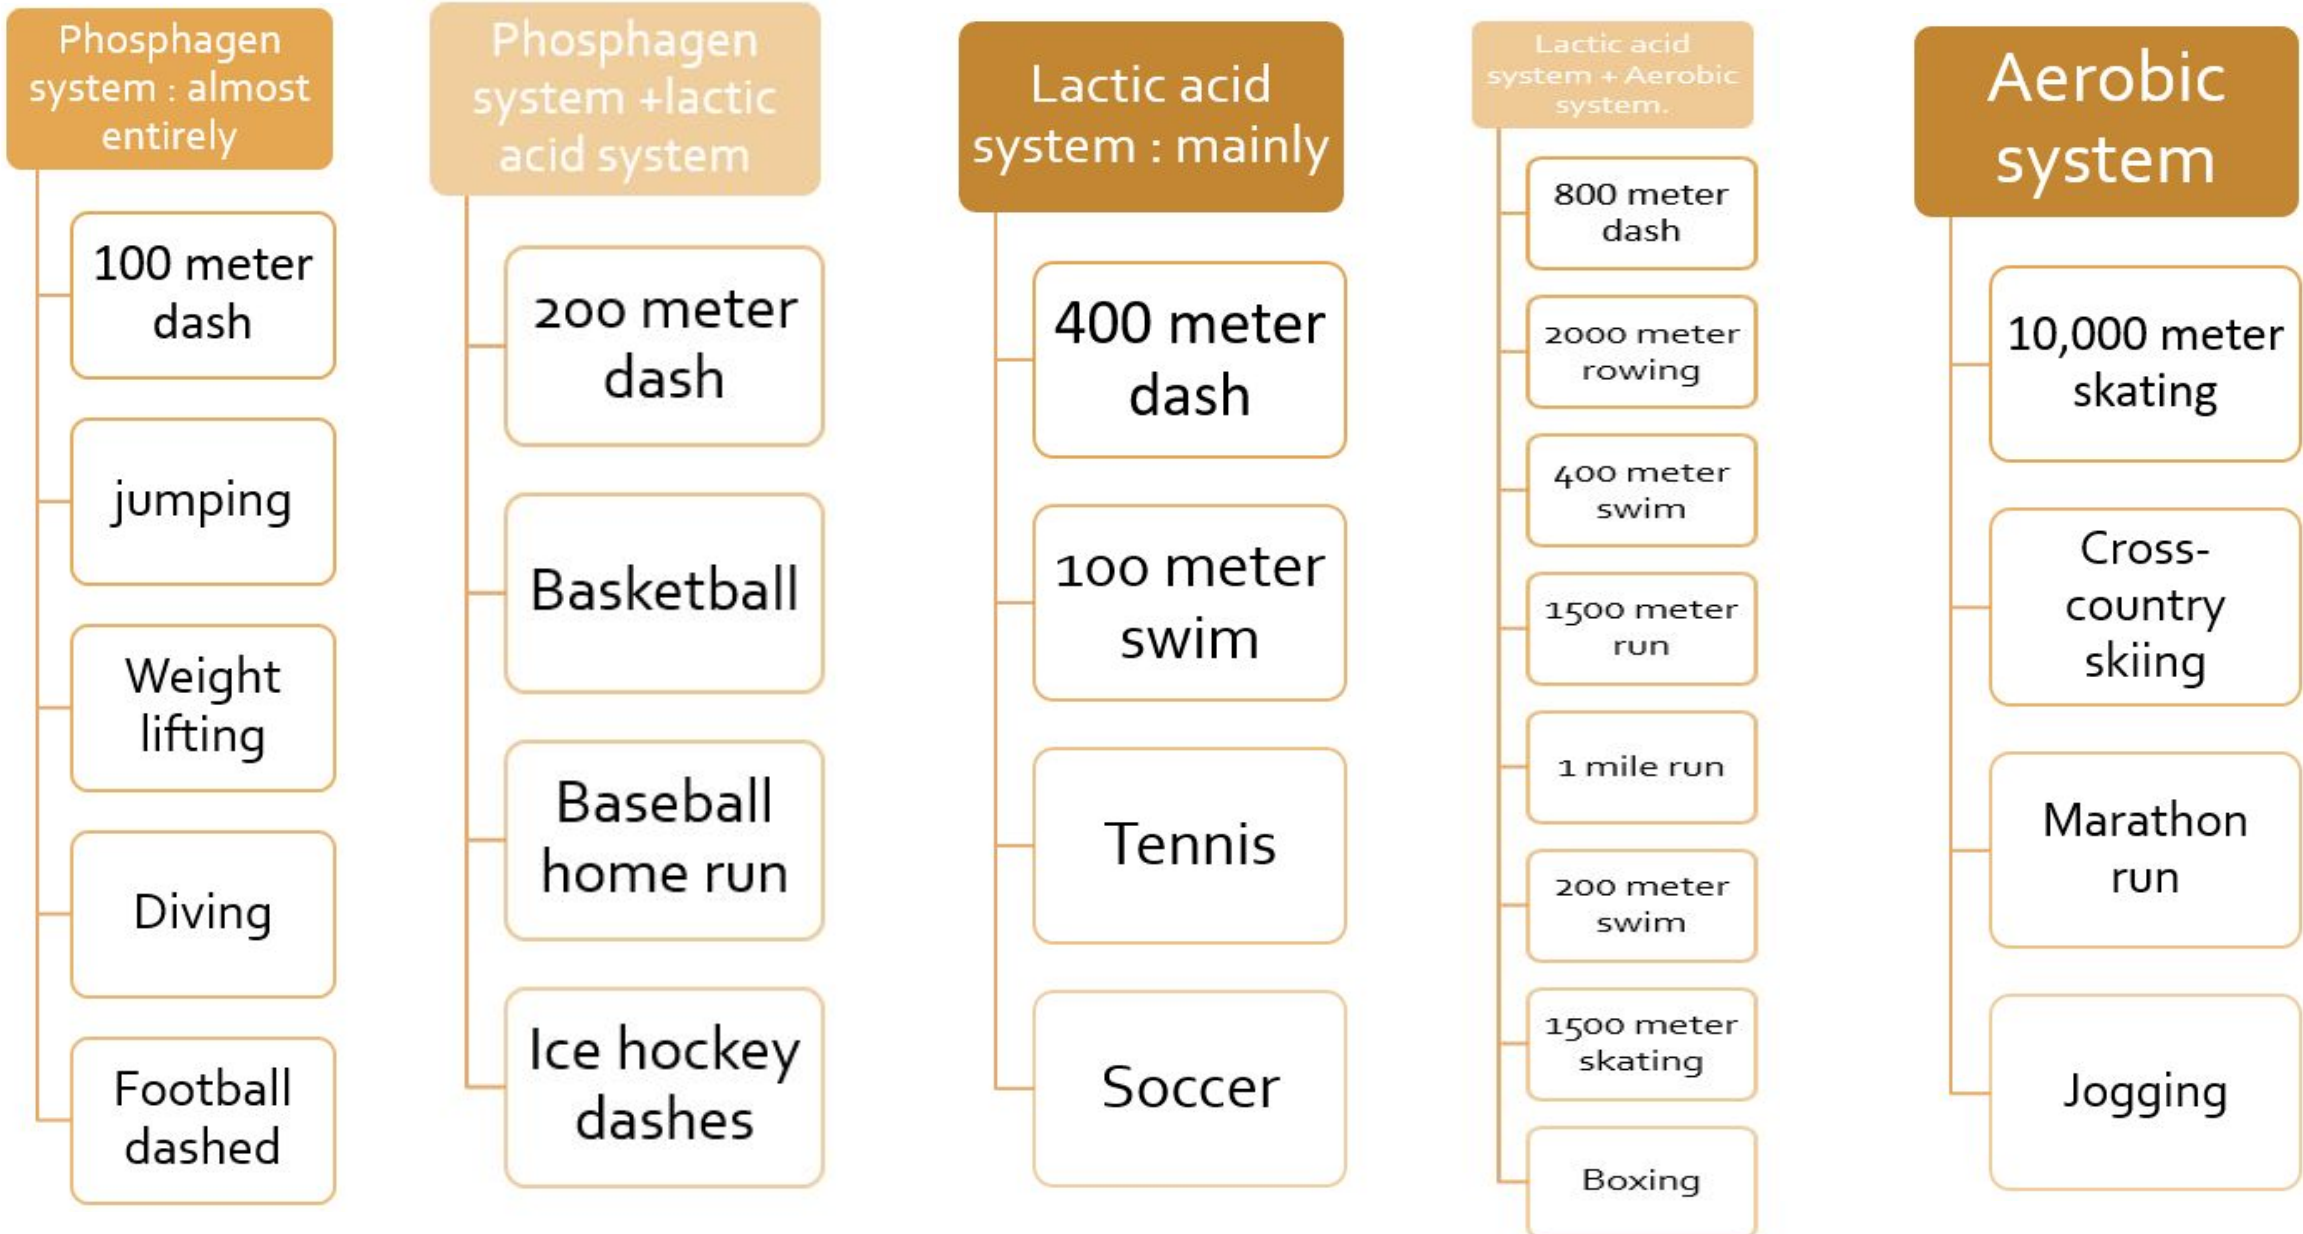 Phosphagen
system : almost
entirely
100 meter
dash
jumping
Weight
lifting
Diving
Football
dashed
Phosphagen
system +lactic
acid system
200 meter
dash
Basketball
Baseball
home run
Ice hockey
dashes
Lactic acid
system : mainly
400 meter
dash
100 meter
swim
Tennis
Soccer
Lactic acid
system + Aerobic
system.
800 meter
dash
2000 meter
rowing
400 meter
swim
1500 meter
run
1 mile run
200 meter
swim
1500 meter
skating
Boxing
Aerobic
system
10,000 meter
skating
Cross-
country
skiing
Marathon
run
Jogging